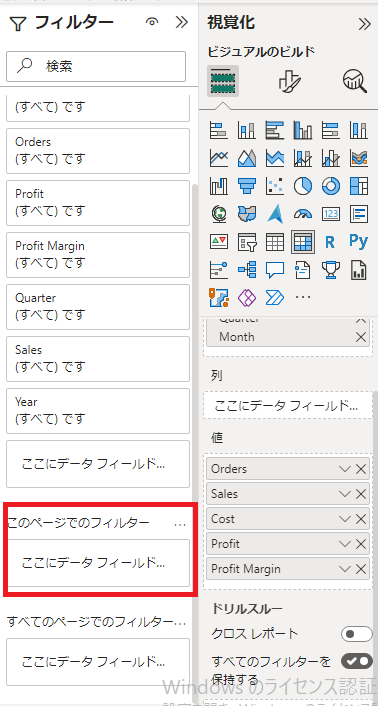 フィルター
検索
(すべて) です
Orders
(すべて) です
Profit
(すべて) です
Profit Margin
(すべて) です
Quarter
(すべて) です
Sales
(すべて) です
Year
(すべて) です
ここにデータ フィールド...
このページでのフィルター ...
ここにデータ フィールド...
すべてのページでのフィルター...
ここにデータ フィールド...
視覚化
ビジュアルのビルド
123
R
Py
...
Quarter
Month
列
ここにデータ フィールド...
値
Orders
Sales
Cost
Profit
Profit Margin
ドリルスルー
クロス レポート
すべてのフィルターを
保持する
Windows のライセンス認証